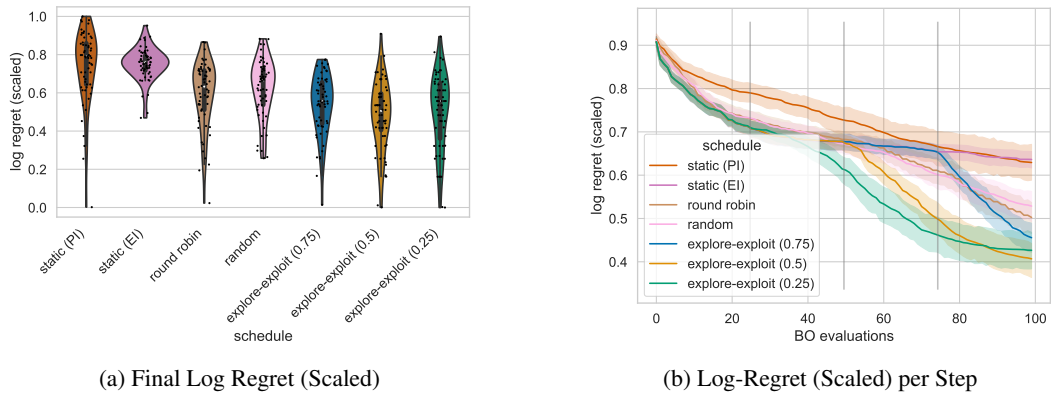 log regret (scaled)
1.0
0.8
0.6
0.4
0.2
0.0
static (PI)
static (EI)
round robin
random
explore-exploit (0.75)
explore-exploit (0.5)
explore-exploit (0.25)
schedule
(a) Final Log Regret (Scaled)
log regret (scaled)
0.9
0.8
0.7
0.6
0.5
0.4
schedule
static (PI)
static (EI)
round robin
random
explore-exploit (0.75)
explore-exploit (0.5)
explore-exploit (0.25)
0
20
40
60
80
100
BO evaluations
(b) Log-Regret (Scaled) per Step